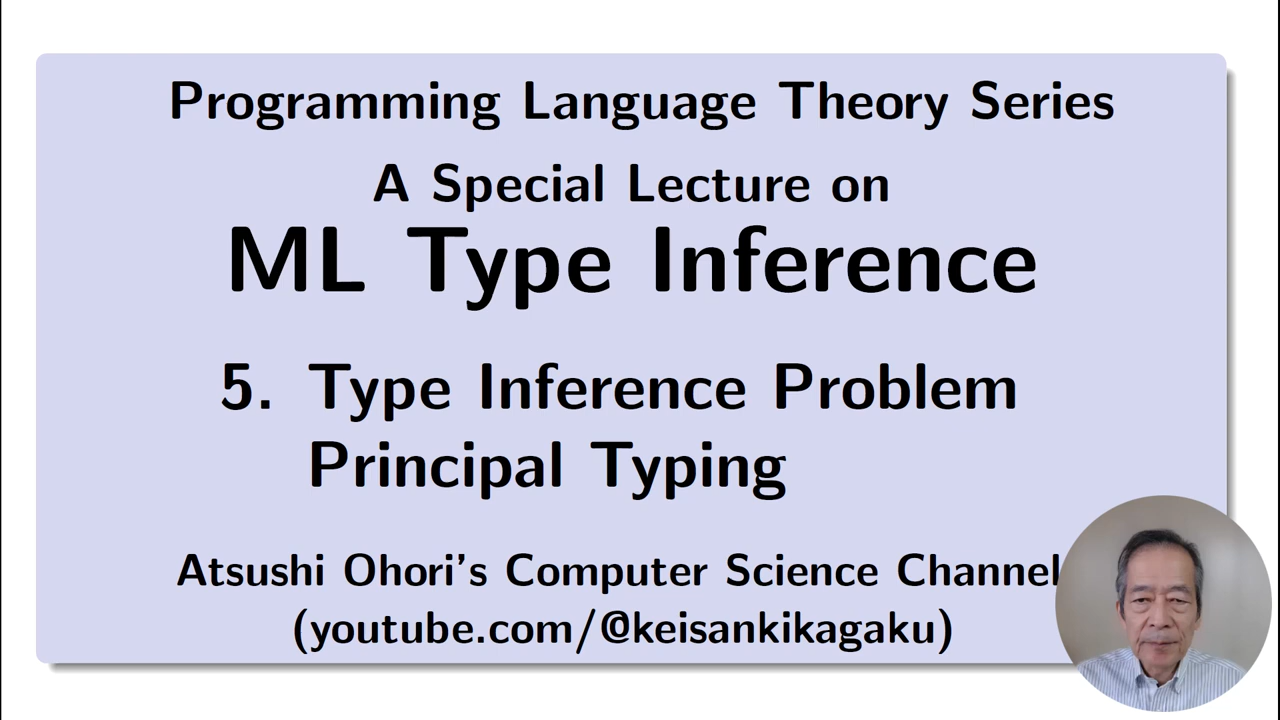 Programming Language Theory Series
A Special Lecture on
ML Type Inference
5. Type Inference Problem
Principal Typing
Atsushi Ohori's Computer Science Channel
(youtube.com/@keisankikagaku)